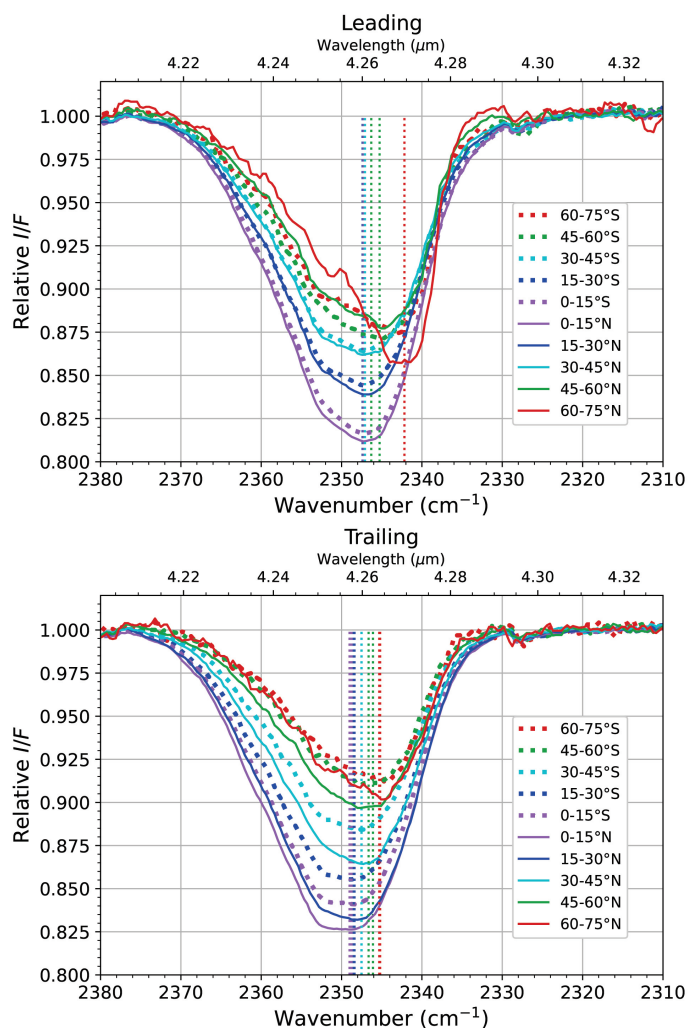 Leading
Wavelength (μm)
4.22 4.24 4.26 4.28 4.30 4.32
1.000
0.975
0.950
0.925
0.900
0.875
0.850
0.825
0.800
Relative I/F
60-75°S
45-60°S
30-45°S
15-30°S
0-15°S
0-15°N
15-30°N
30-45°N
45-60°N
60-75°N
2380 2370 2360 2350 2340 2330 2320 2310
Wavenumber (cm⁻¹)
Trailing
Wavelength (μm)
4.22 4.24 4.26 4.28 4.30 4.32
1.000
0.975
0.950
0.925
0.900
0.875
0.850
0.825
0.800
Relative I/F
60-75°S
45-60°S
30-45°S
15-30°S
0-15°S
0-15°N
15-30°N
30-45°N
45-60°N
60-75°N
2380 2370 2360 2350 2340 2330 2320 2310
Wavenumber (cm⁻¹)